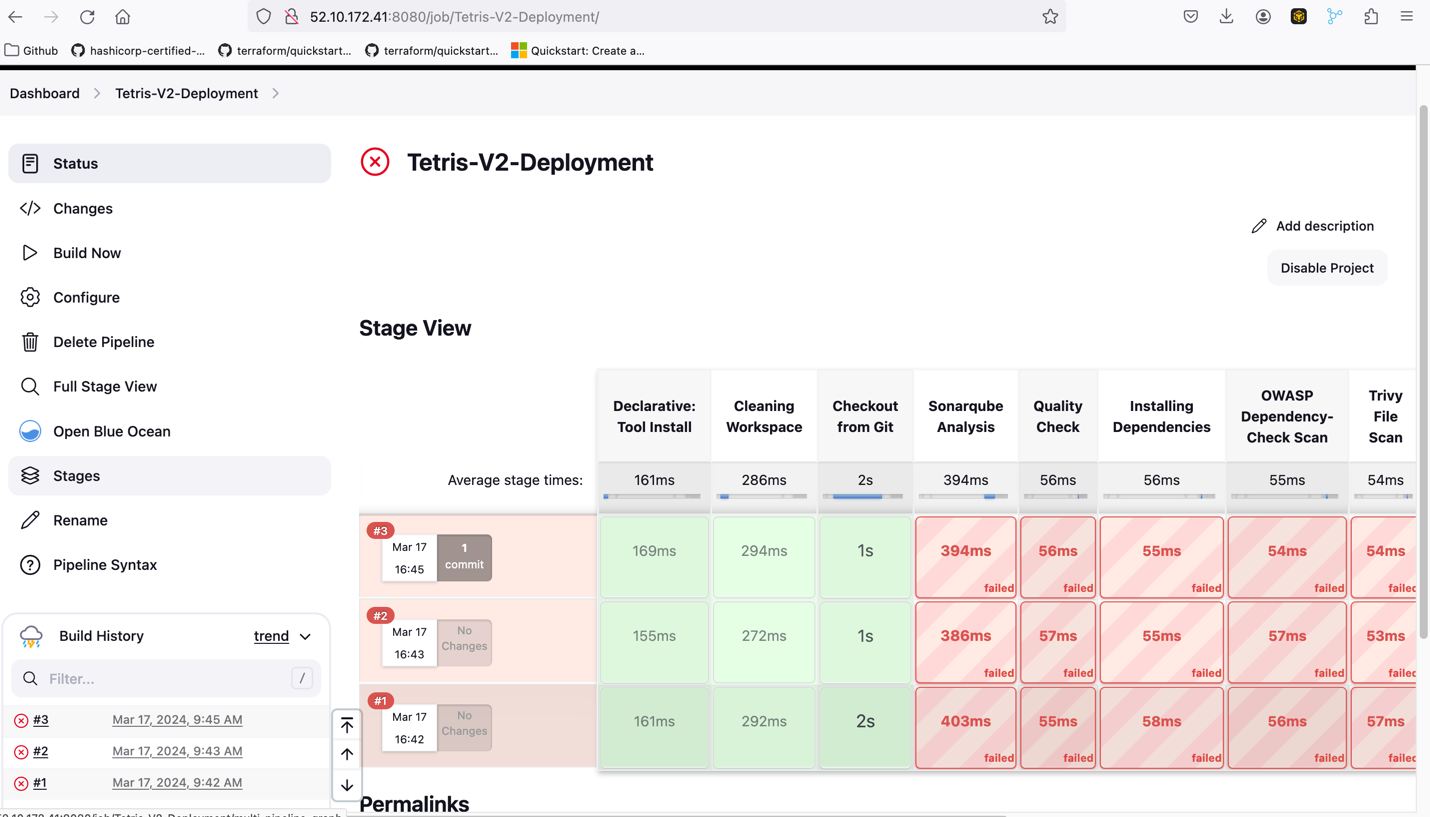 52.10.172.41:8080/job/Tetris-V2-Deployment/
Github
hashicorp-certified-...
terraform/quickstart...
terraform/quickstart...
Quickstart: Create a...
Dashboard
Tetris-V2-Deployment
Status
Changes
Build Now
Configure
Delete Pipeline
Full Stage View
Open Blue Ocean
Stages
Rename
Pipeline Syntax
Build History
trend
Filter...
/
#3
Mar 17, 2024, 9:45 AM
#2
Mar 17, 2024, 9:43 AM
#1
Mar 17, 2024, 9:42 AM
Tetris-V2-Deployment
Add description
Disable Project
Stage View
Declarative:
Tool Install
Cleaning
Workspace
Checkout
from Git
Sonarqube
Analysis
Quality
Check
Installing
Dependencies
OWASP
Dependency-
Check Scan
Trivy
File
Scan
Average stage times:
161ms
286ms
2s
394ms
56ms
56ms
55ms
54ms
#3
Mar 17
16:45
1
commit
169ms
294ms
1s
394ms
failed
56ms
failed
55ms
failed
54ms
failed
54ms
failed
#2
Mar 17
16:43
No
Changes
155ms
272ms
1s
386ms
failed
57ms
failed
55ms
failed
57ms
failed
53ms
failed
#1
Mar 17
16:42
No
Changes
161ms
292ms
2s
403ms
failed
55ms
failed
58ms
failed
56ms
failed
57ms
failed
Permalinks